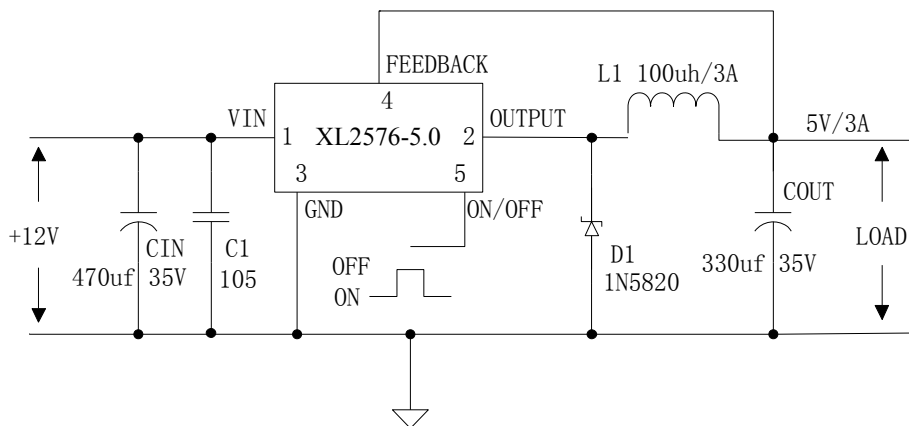 FEEDBACK
L1 100uh/3A
4
VIN
OUTPUT
5V/3A
1
XL2576-5.0
2
3
5
GND
ON/OFF
COUT
+12V
CIN
C1
LOAD
470uf
35V
105
OFF
ON
D1
1N5820
330uf
35V